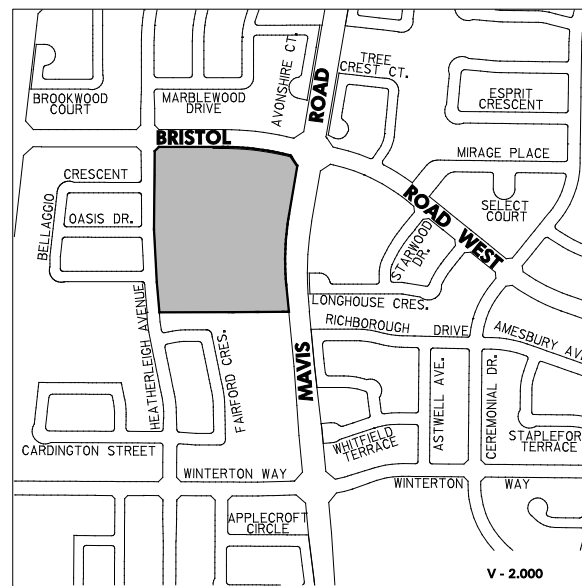 TREE
CREST CT.
AVONSHIRE CT.
BROOKWOOD
COURT
MARBLEWOOD
DRIVE
ESPRIT
CRESCENT
BRISTOL
ROAD
MIRAGE PLACE
CRESCENT
BELLAGGIO
OASIS DR.
ROAD WEST
SELECT
COURT
STARWOOD
DR.
LONGHOUSE CRES.
RICHBOROUGH DRIVE
AMESBURY AV
HEATHERLEIGH AVENUE
FAIRFORD CRES.
MAVIS
ASTWELL AVE.
CEREMONIAL DR.
CARDINGTON STREET
WHITFIELD
TERRACE
STAPLEFOR
TERRACE
WINTERTON WAY
WINTERTON WAY
APPLECROFT
CIRCLE
V - 2.000